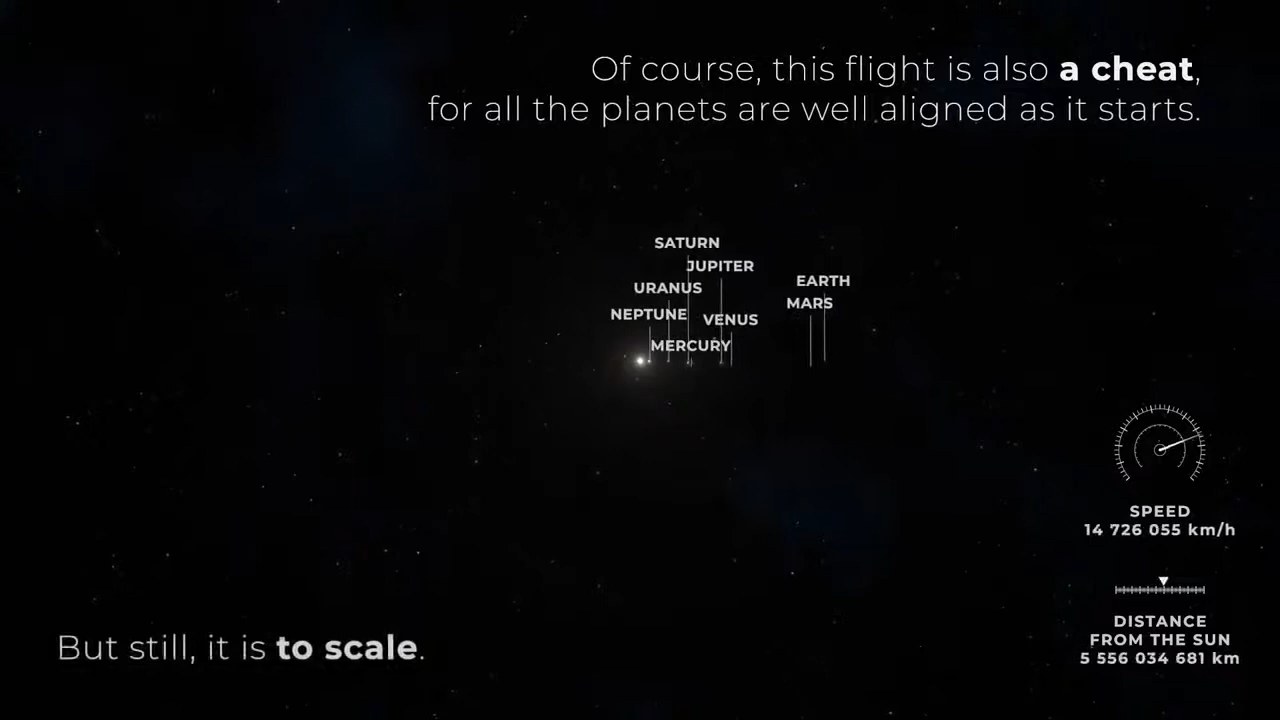 Of course, this flight is also a cheat,
for all the planets are well aligned as it starts.
SATURN
JUPITER
URANUS
EARTH
MARS
NEPTUNE
VENUS
MERCURY
SPEED
14 726 055 km/h
DISTANCE
FROM THE SUN
5 556 034 681 km
But still, it is to scale.